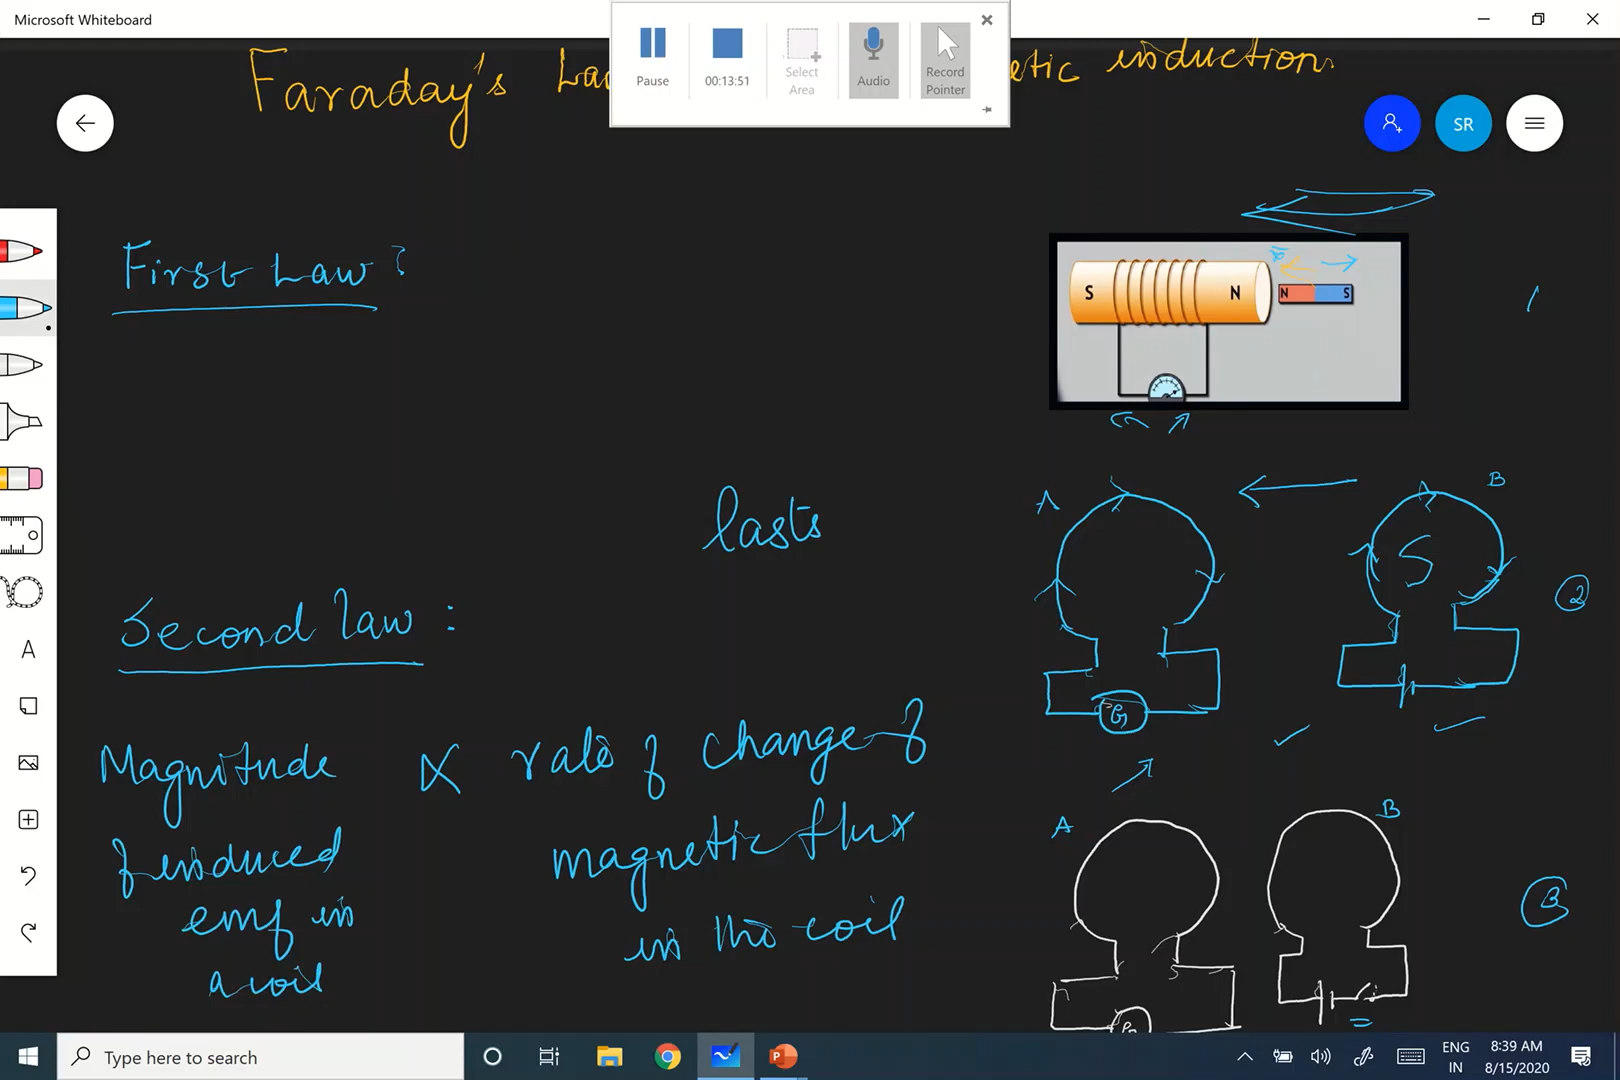 Microsoft Whiteboard
Pause
00:13:51
Select
Area
Audio
Record
Pointer
Faraday's
etic induction
SR
First Law :
S
N
N
S
1
lasts
A
B
S
2
Second law :
G
Magnitude ∝ rate of change of
of induced magnetic flux
emf in in the coil
a coil
A
B
3
A
Type here to search
ENG
IN
8:39 AM
8/15/2020